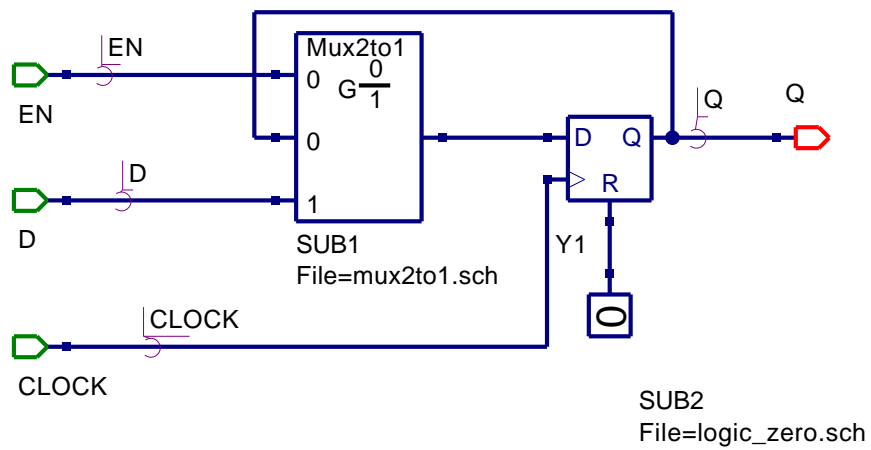 EN
Mux2to1
0
0
G
1
Q
Q
EN
0
D Q
D
R
1
D
SUB1
Y1
File=mux2to1.sch
0
CLOCK
CLOCK
SUB2
File=logic_zero.sch